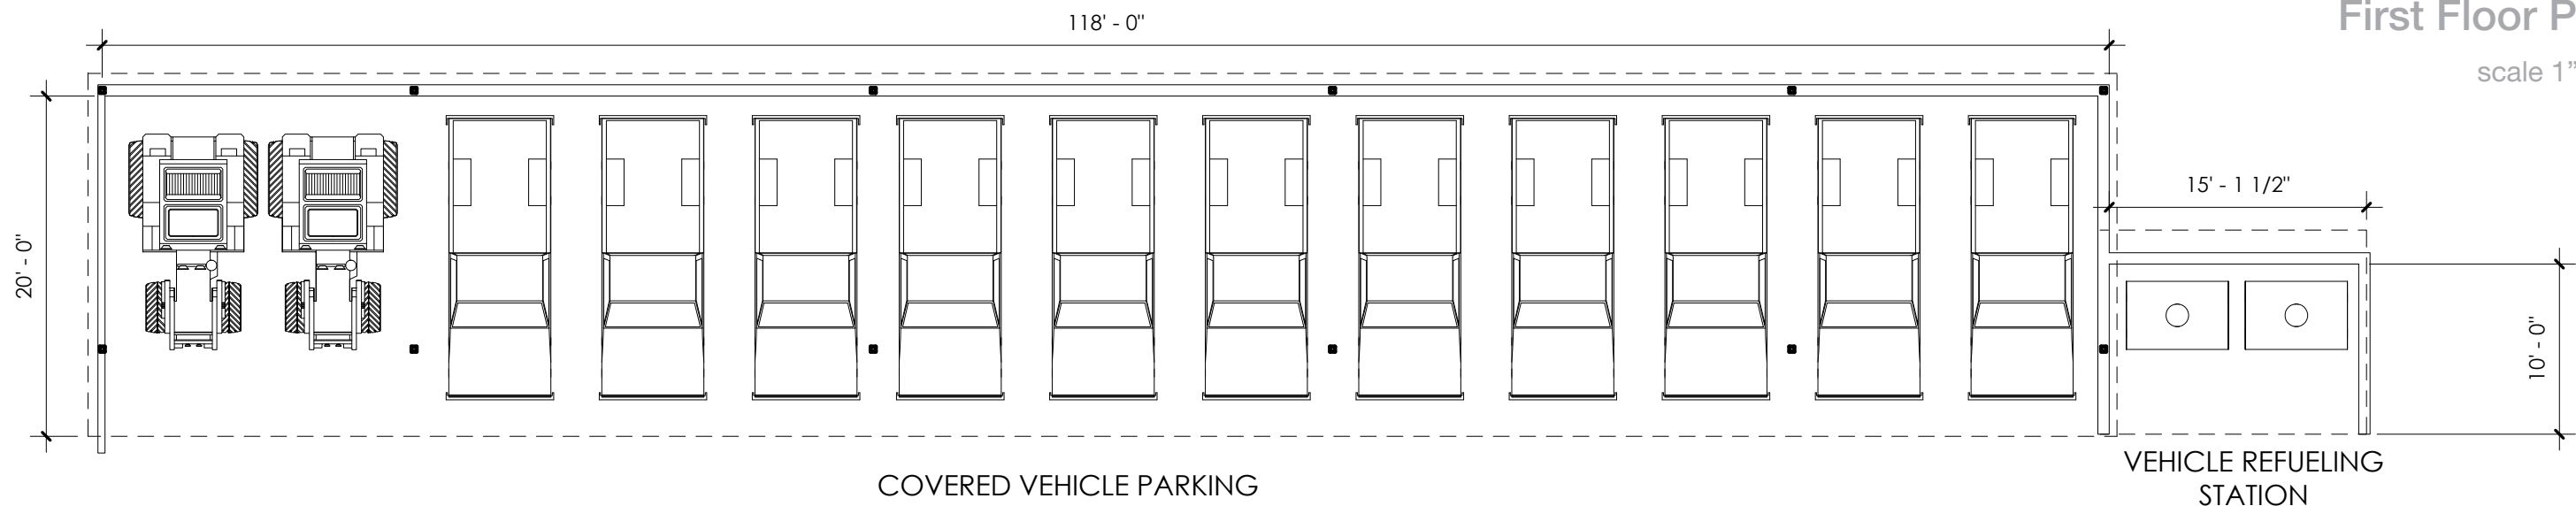 118' - 0"
First Floor P
scale 1”
15' - 1 1/2"
20' - 0"
10' - 0"
COVERED VEHICLE PARKING
VEHICLE REFUELING
STATION